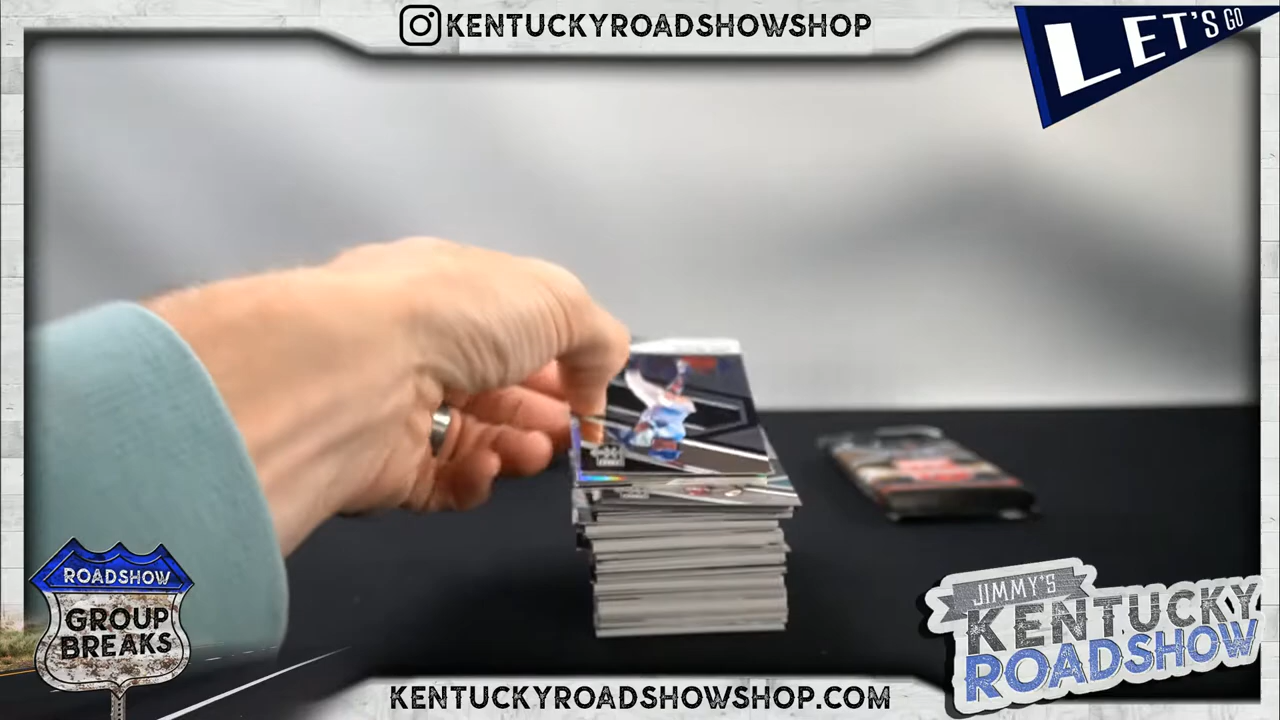 KENTUCKYROADSHOWSHOP
LET'S GO
ROADSHOW
GROUP
BREAKS
JIMMY'S
KENTUCKY
ROADSHOW
KENTUCKYROADSHOWSHOP.COM